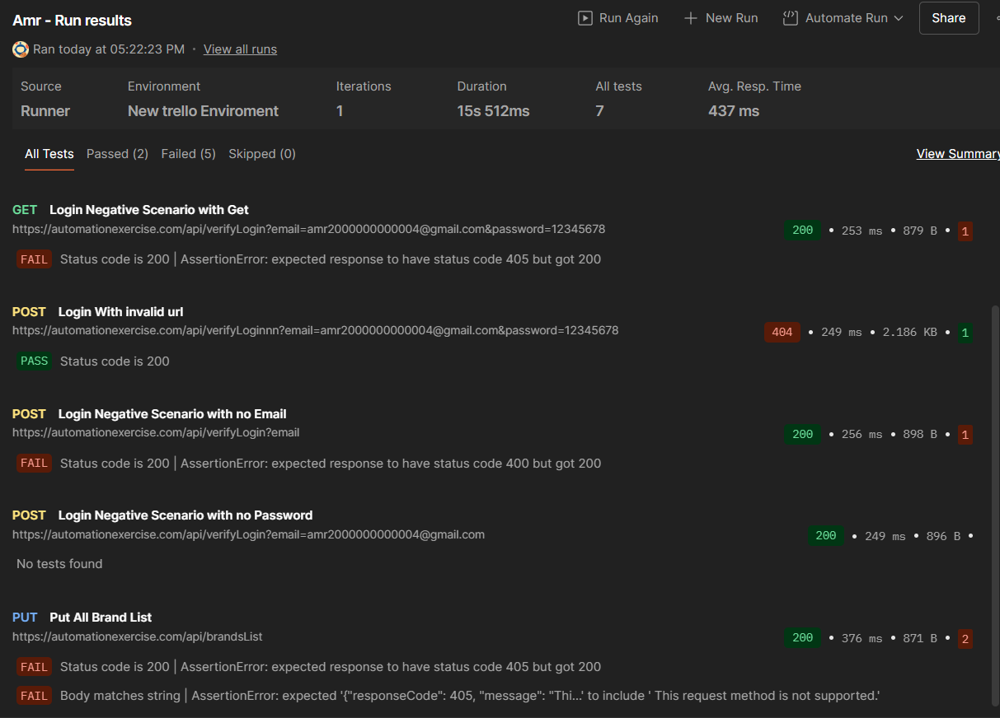 Amr - Run results
Run Again
New Run
Automate Run
Share
Ran today at 05:22:23 PM · View all runs
Source Environment Iterations Duration All tests Avg. Resp. Time
Runner New trello Enviroment 1 15s 512ms 7 437 ms
All Tests Passed (2) Failed (5) Skipped (0) View Summary
GET Login Negative Scenario with Get
https://automationexercise.com/api/verifyLogin?email=amr2000000000004@gmail.com&password=12345678
200 • 253 ms • 879 B • 1
FAIL Status code is 200 | AssertionError: expected response to have status code 405 but got 200
POST Login With invalid url
https://automationexercise.com/api/verifyLoginnn?email=amr2000000000004@gmail.com&password=12345678
404 • 249 ms • 2.186 KB • 1
PASS Status code is 200
POST Login Negative Scenario with no Email
https://automationexercise.com/api/verifyLogin?email
200 • 256 ms • 898 B • 1
FAIL Status code is 200 | AssertionError: expected response to have status code 400 but got 200
POST Login Negative Scenario with no Password
https://automationexercise.com/api/verifyLogin?email=amr2000000000004@gmail.com
200 • 249 ms • 896 B •
No tests found
PUT Put All Brand List
https://automationexercise.com/api/brandsList
200 • 376 ms • 871 B • 2
FAIL Status code is 200 | AssertionError: expected response to have status code 405 but got 200
FAIL Body matches string | AssertionError: expected '{"responseCode": 405, "message": "Thi...' to include ' This request method is not supported.'